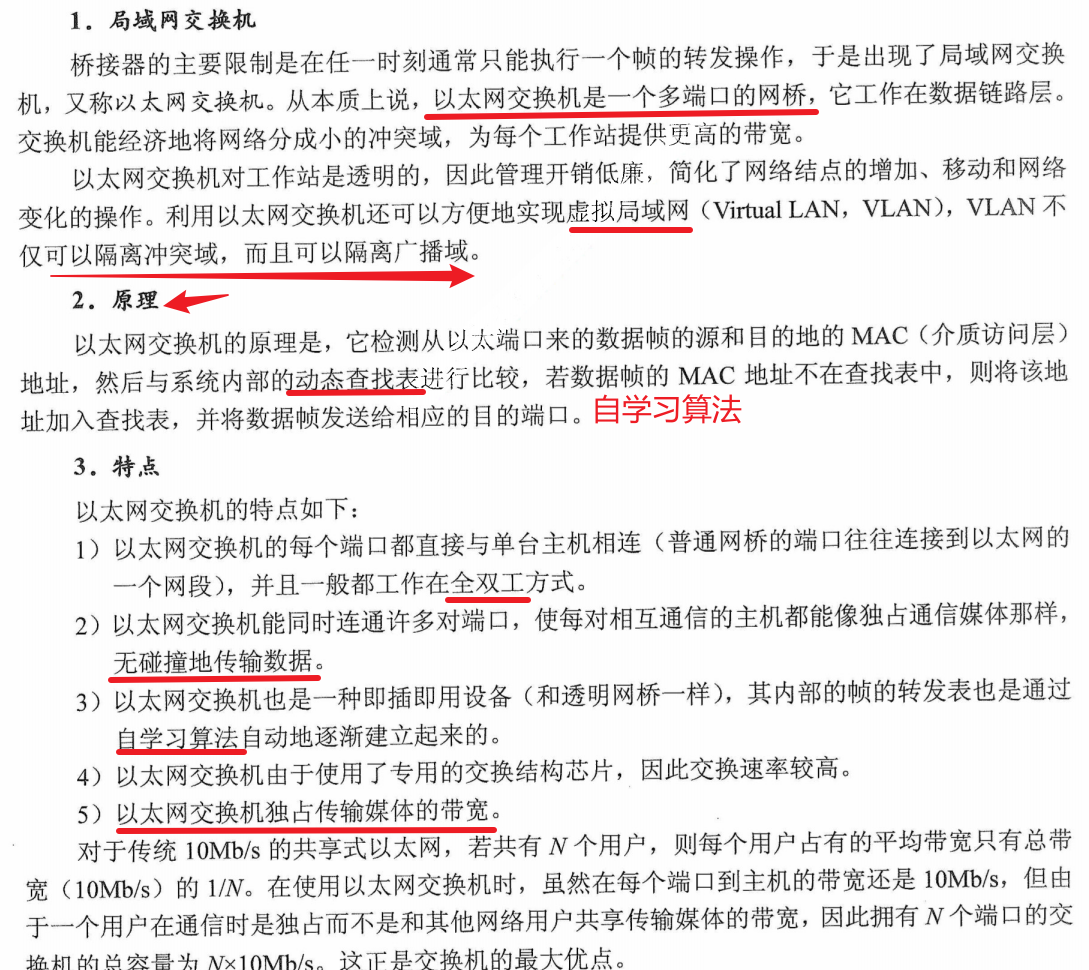 1．局域网交换机
桥接器的主要限制是在任一时刻通常只能执行一个帧的转发操作，于是出现了局域网交换
机，又称以太网交换机。从本质上说，以太网交换机是一个多端口的网桥，它工作在数据链路层。
交换机能经济地将网络分成小的冲突域，为每个工作站提供更高的带宽。
以太网交换机对工作站是透明的，因此管理开销低廉，简化了网络结点的增加、移动和网络
变化的操作。利用以太网交换机还可以方便地实现虚拟局域网（Virtual LAN，VLAN），VLAN 不
仅可以隔离冲突域，而且可以隔离广播域。
2．原理
以太网交换机的原理是，它检测从以太端口来的数据帧的源和目的地的 MAC（介质访问层）
地址，然后与系统内部的动态查找表进行比较，若数据帧的 MAC 地址不在查找表中，则将该地
址加入查找表，并将数据帧发送给相应的目的端口。自学习算法
3．特点
以太网交换机的特点如下：
1）以太网交换机的每个端口都直接与单台主机相连（普通网桥的端口往往连接到以太网的
一个网段），并且一般都工作在全双工方式。
2）以太网交换机能同时连通许多对端口，使每对相互通信的主机都能像独占通信媒体那样，
无碰撞地传输数据。
3）以太网交换机也是一种即插即用设备（和透明网桥一样），其内部的帧的转发表也是通过
自学习算法自动地逐渐建立起来的。
4）以太网交换机由于使用了专用的交换结构芯片，因此交换速率较高。
5）以太网交换机独占传输媒体的带宽。
对于传统 10Mb/s 的共享式以太网，若共有 N 个用户，则每个用户占有的平均带宽只有总带
宽（10Mb/s）的 1/N。在使用以太网交换机时，虽然在每个端口到主机的带宽还是 10Mb/s，但由
于一个用户在通信时是独占而不是和其他网络用户共享传输媒体的带宽，因此拥有 N 个端口的交
换机的总容量为 N×10Mb/s。这正是交换机的最大优点。